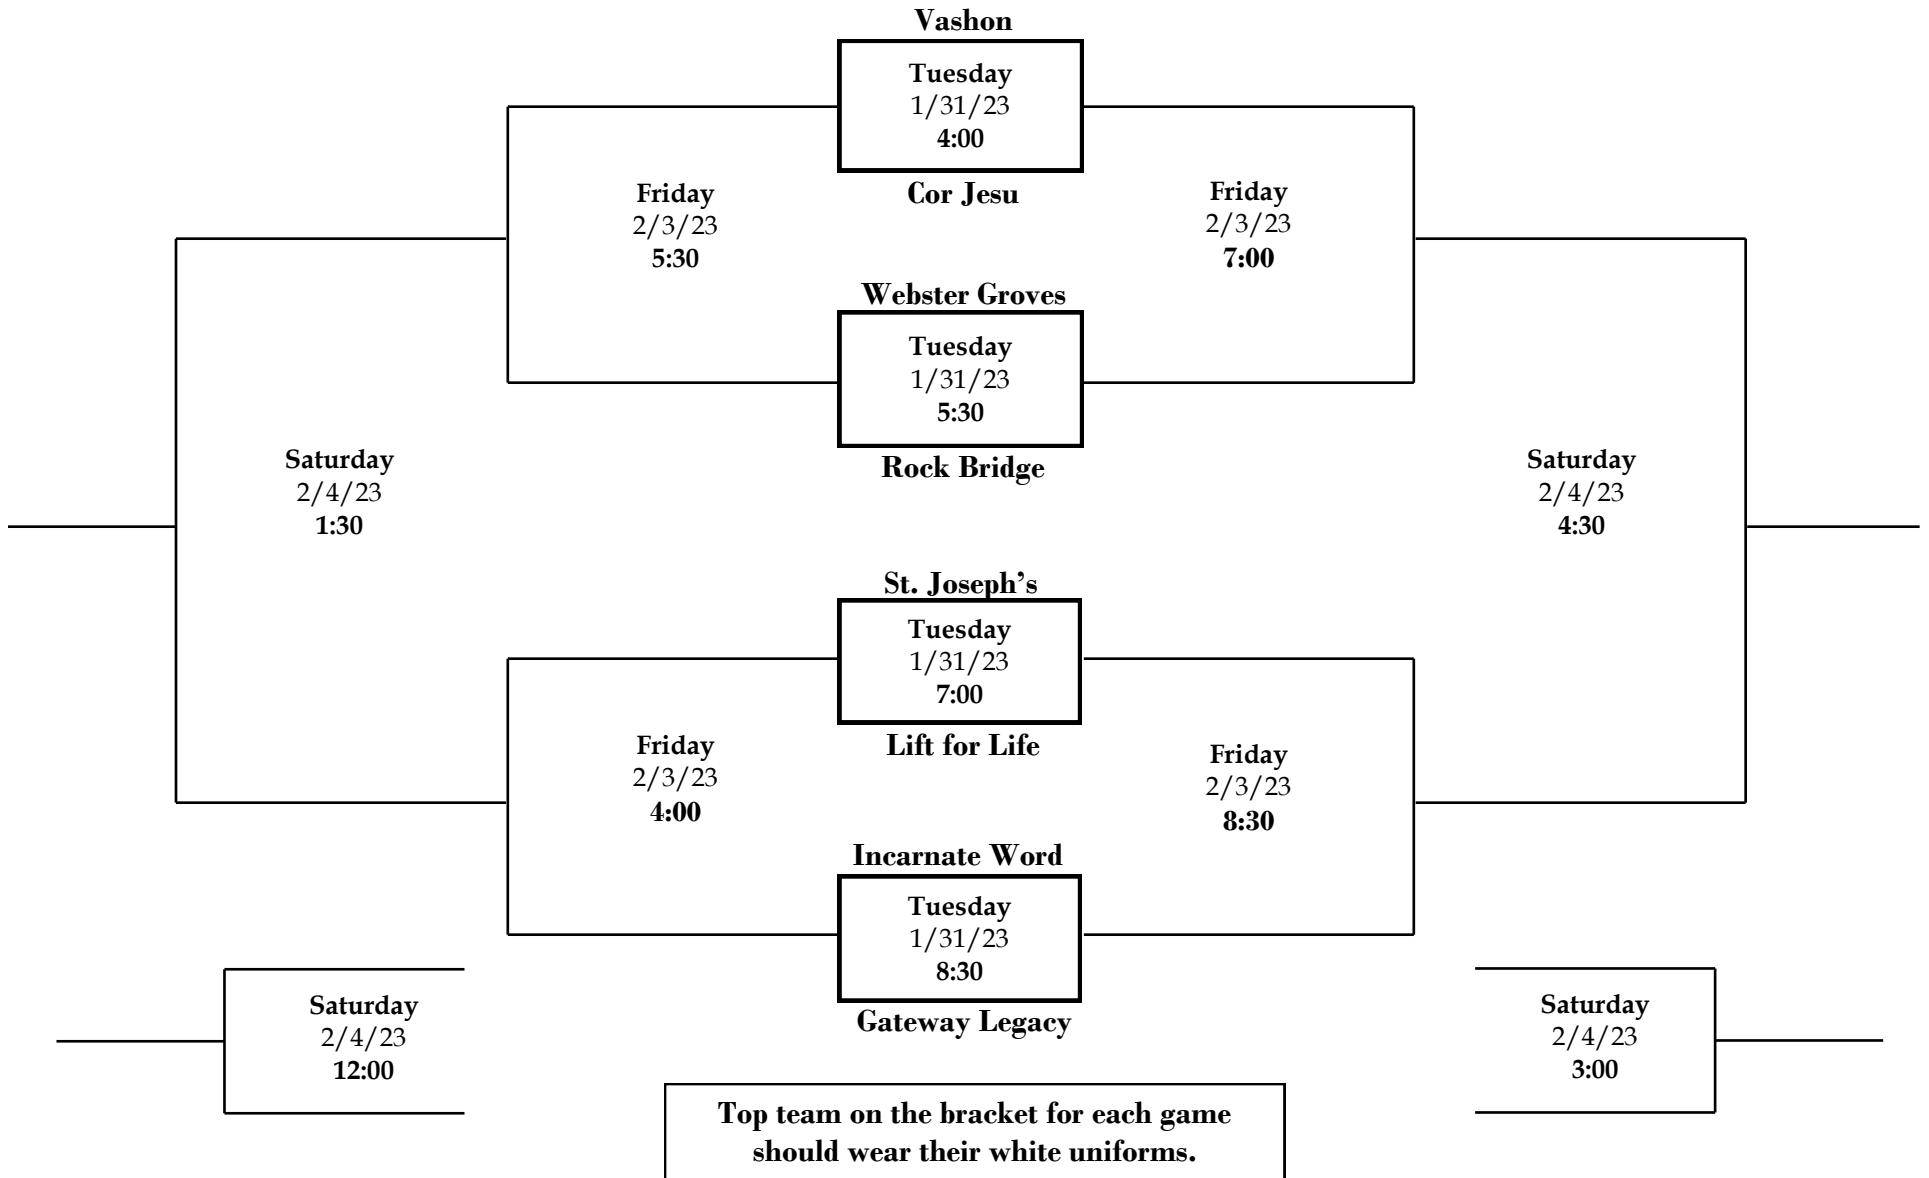 Vashon
Tuesday
1/31/23
4:00
Cor Jesu
Friday
2/3/23
5:30
Friday
2/3/23
7:00
Webster Groves
Tuesday
1/31/23
5:30
Rock Bridge
Saturday
2/4/23
1:30
Saturday
2/4/23
4:30
St. Joseph’s
Tuesday
1/31/23
7:00
Lift for Life
Friday
2/3/23
4:00
Friday
2/3/23
8:30
Incarnate Word
Tuesday
1/31/23
8:30
Gateway Legacy
Saturday
2/4/23
12:00
Saturday
2/4/23
3:00
Top team on the bracket for each game
should wear their white uniforms.